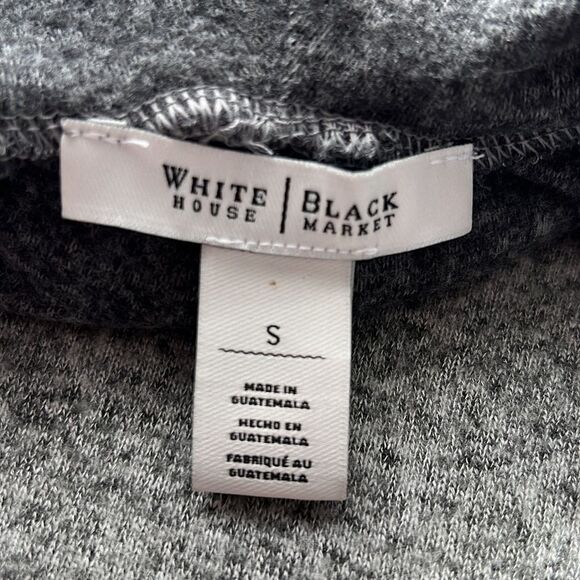 WHITE | BLACK
HOUSE MARKET
S
MADE IN
GUATEMALA
HECHO EN
GUATEMALA
FABRIQUÉ AU
GUATEMALA